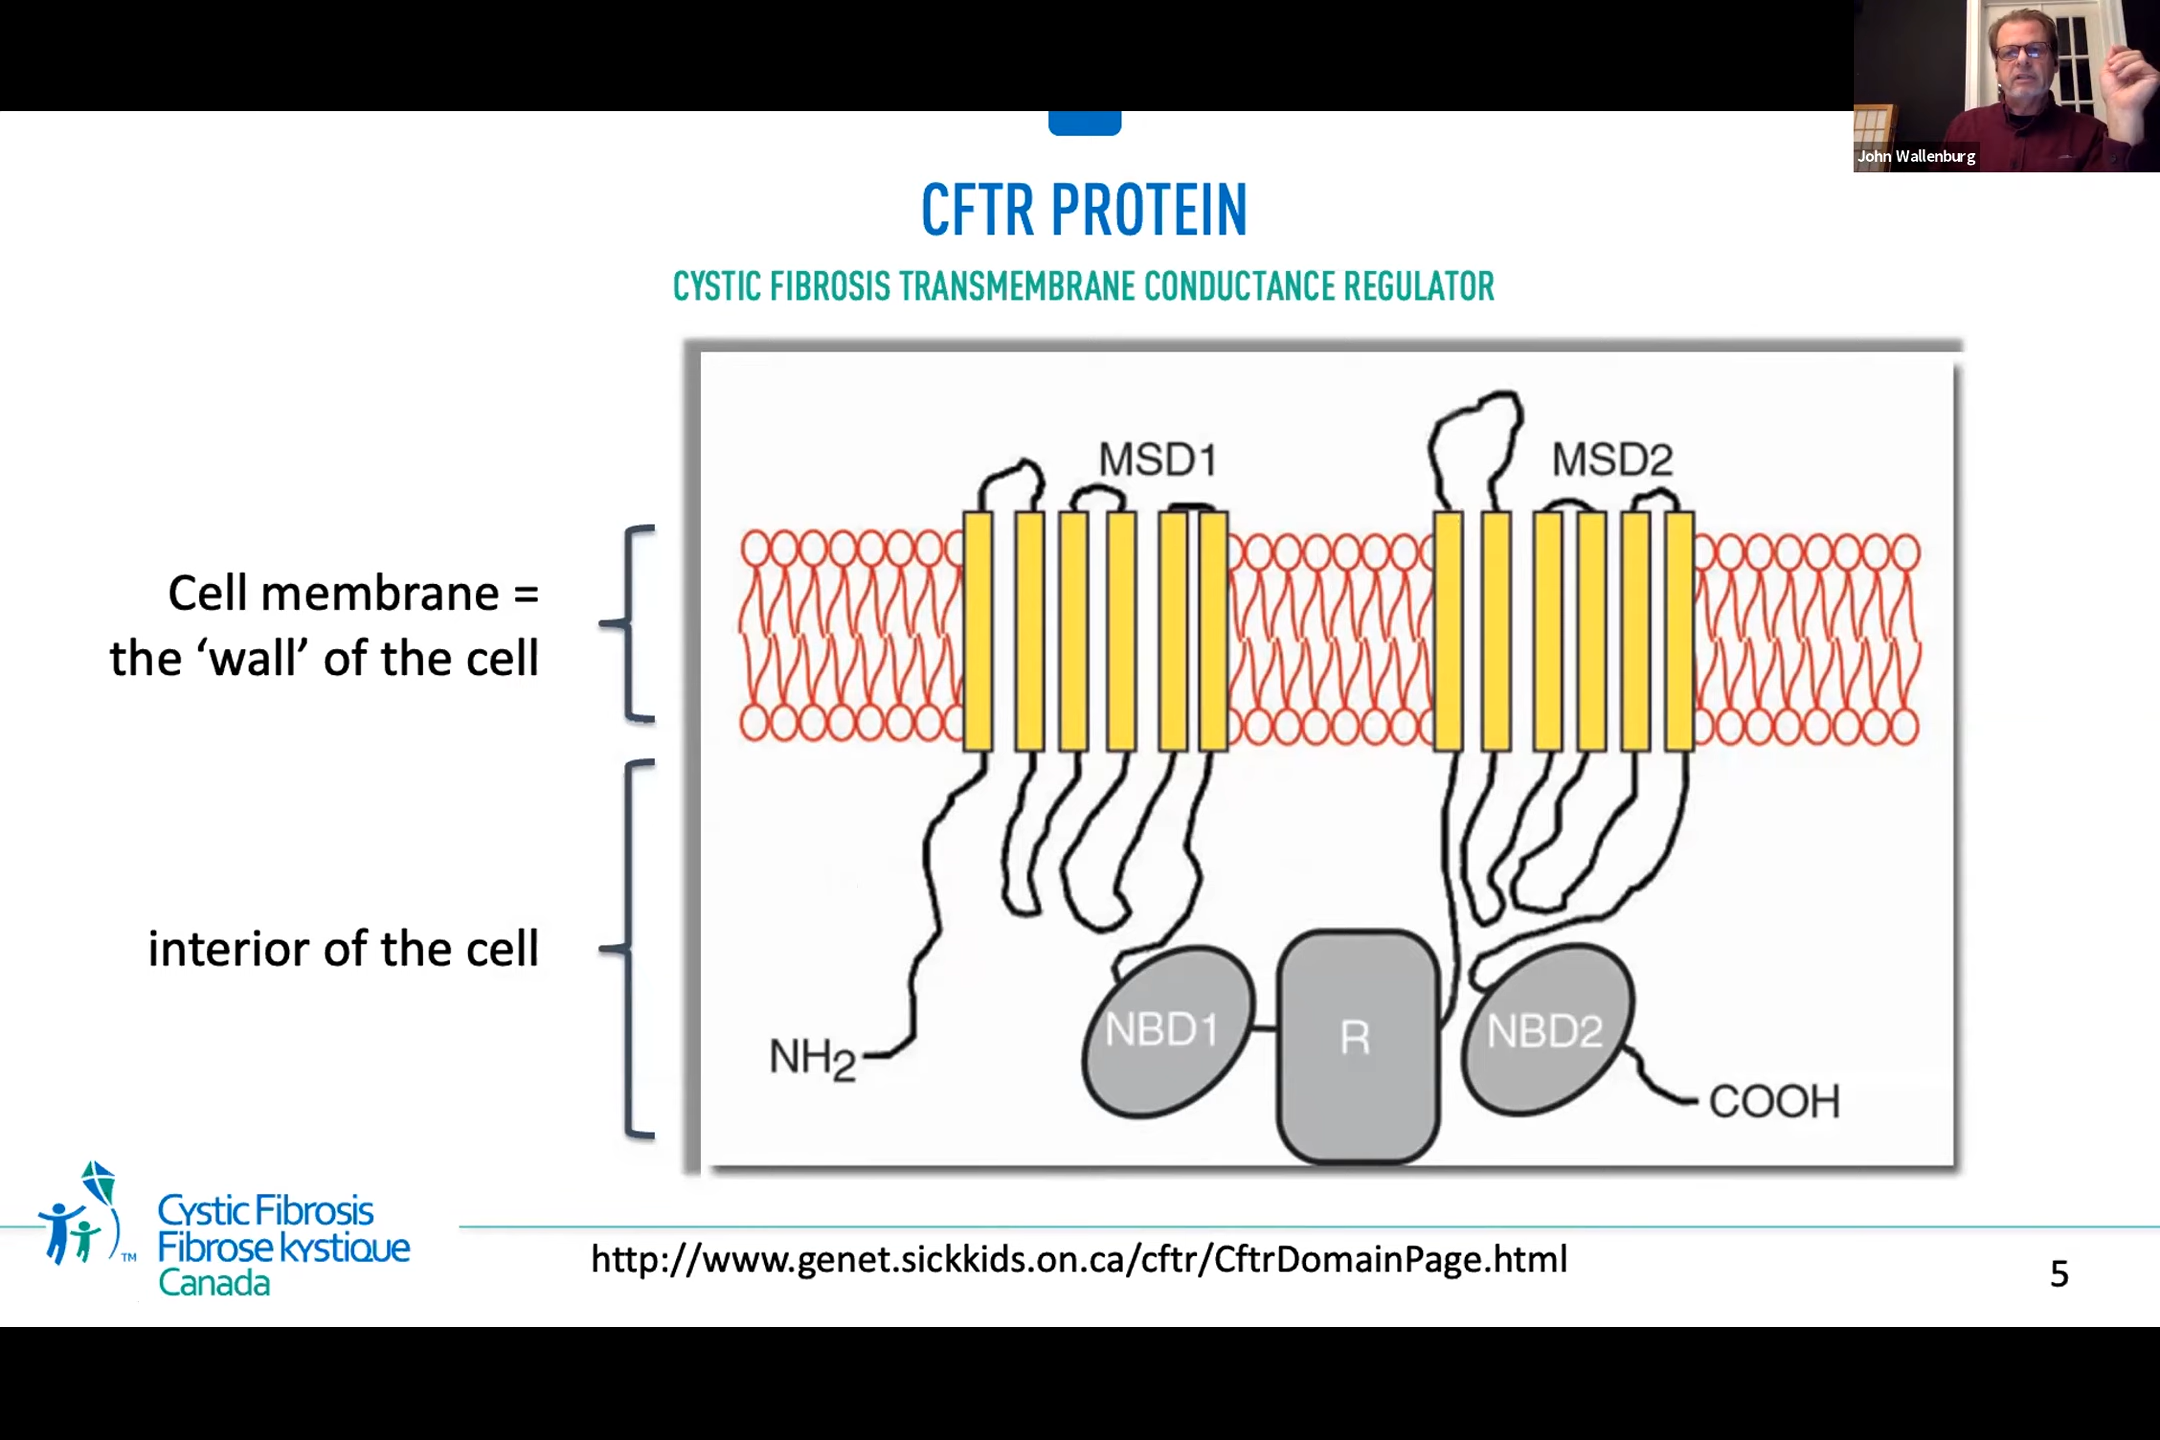 John Wallenburg
CFTR PROTEIN
CYSTIC FIBROSIS TRANSMEMBRANE CONDUCTANCE REGULATOR
MSD1
MSD2
Cell membrane =
the ‘wall’ of the cell
interior of the cell
NBD1
R
NBD2
NH2
COOH
Cystic Fibrosis
Fibrose kystique
Canada
TM
http://www.genet.sickkids.on.ca/cftr/CftrDomainPage.html
5